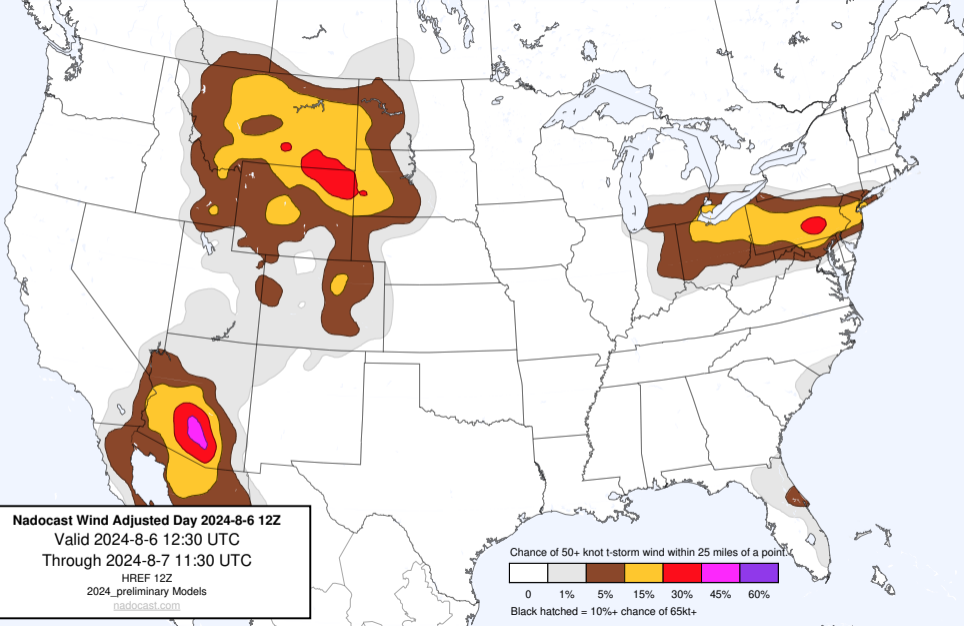 Nadocast Wind Adjusted Day 2024-8-6 12Z
Valid 2024-8-6 12:30 UTC
Through 2024-8-7 11:30 UTC
HREF 12Z
2024_preliminary Models
nadocast.com
Chance of 50+ knot t-storm wind within 25 miles of a point.
0 1% 5% 15% 30% 45% 60%
Black hatched = 10%+ chance of 65kt+